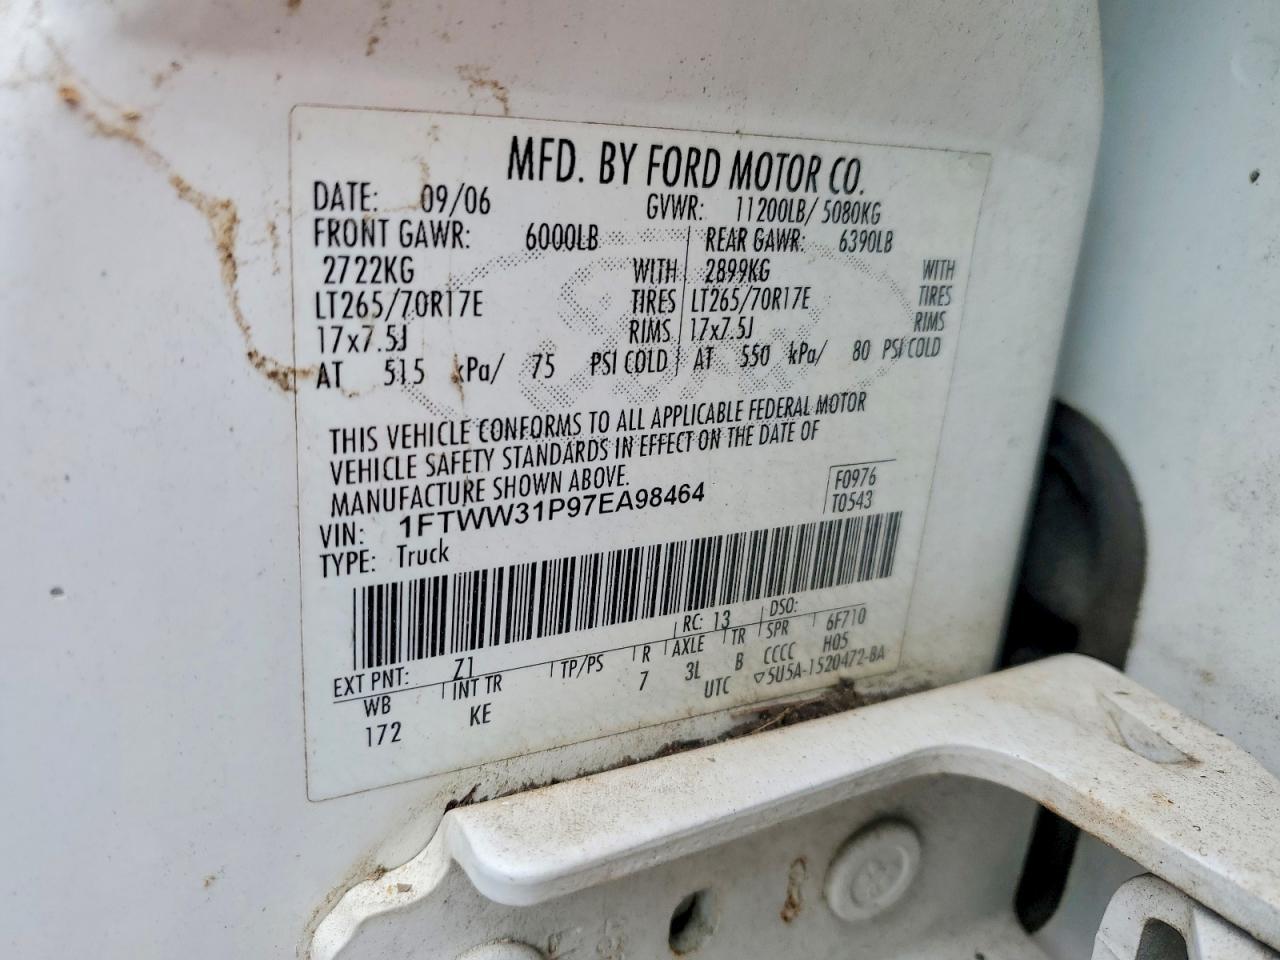 MFD. BY FORD MOTOR CO.
DATE: 09/06 GVWR: 11200LB/ 5080KG
FRONT GAWR: 6000LB REAR GAWR: 6390LB
2722KG WITH 2899KG WITH
LT265/70R17E TIRES LT265/70R17E TIRES
17x7.5J RIMS 17x7.5J RIMS
AT 515 kPa/ 75 PSI COLD AT 550 kPa/ 80 PSI COLD
THIS VEHICLE CONFORMS TO ALL APPLICABLE FEDERAL MOTOR
VEHICLE SAFETY STANDARDS IN EFFECT ON THE DATE OF
MANUFACTURE SHOWN ABOVE.
F0976
VIN: 1FTWW31P97EA98464 T0543
TYPE: Truck
EXT PNT: Z1 RC: 13 DSO:
WB INT TR TP/PS R AXLE TR SPR 6F710
172 KE 7 3L B CCCC H05
UTC ▽5U5A-1520472-BA